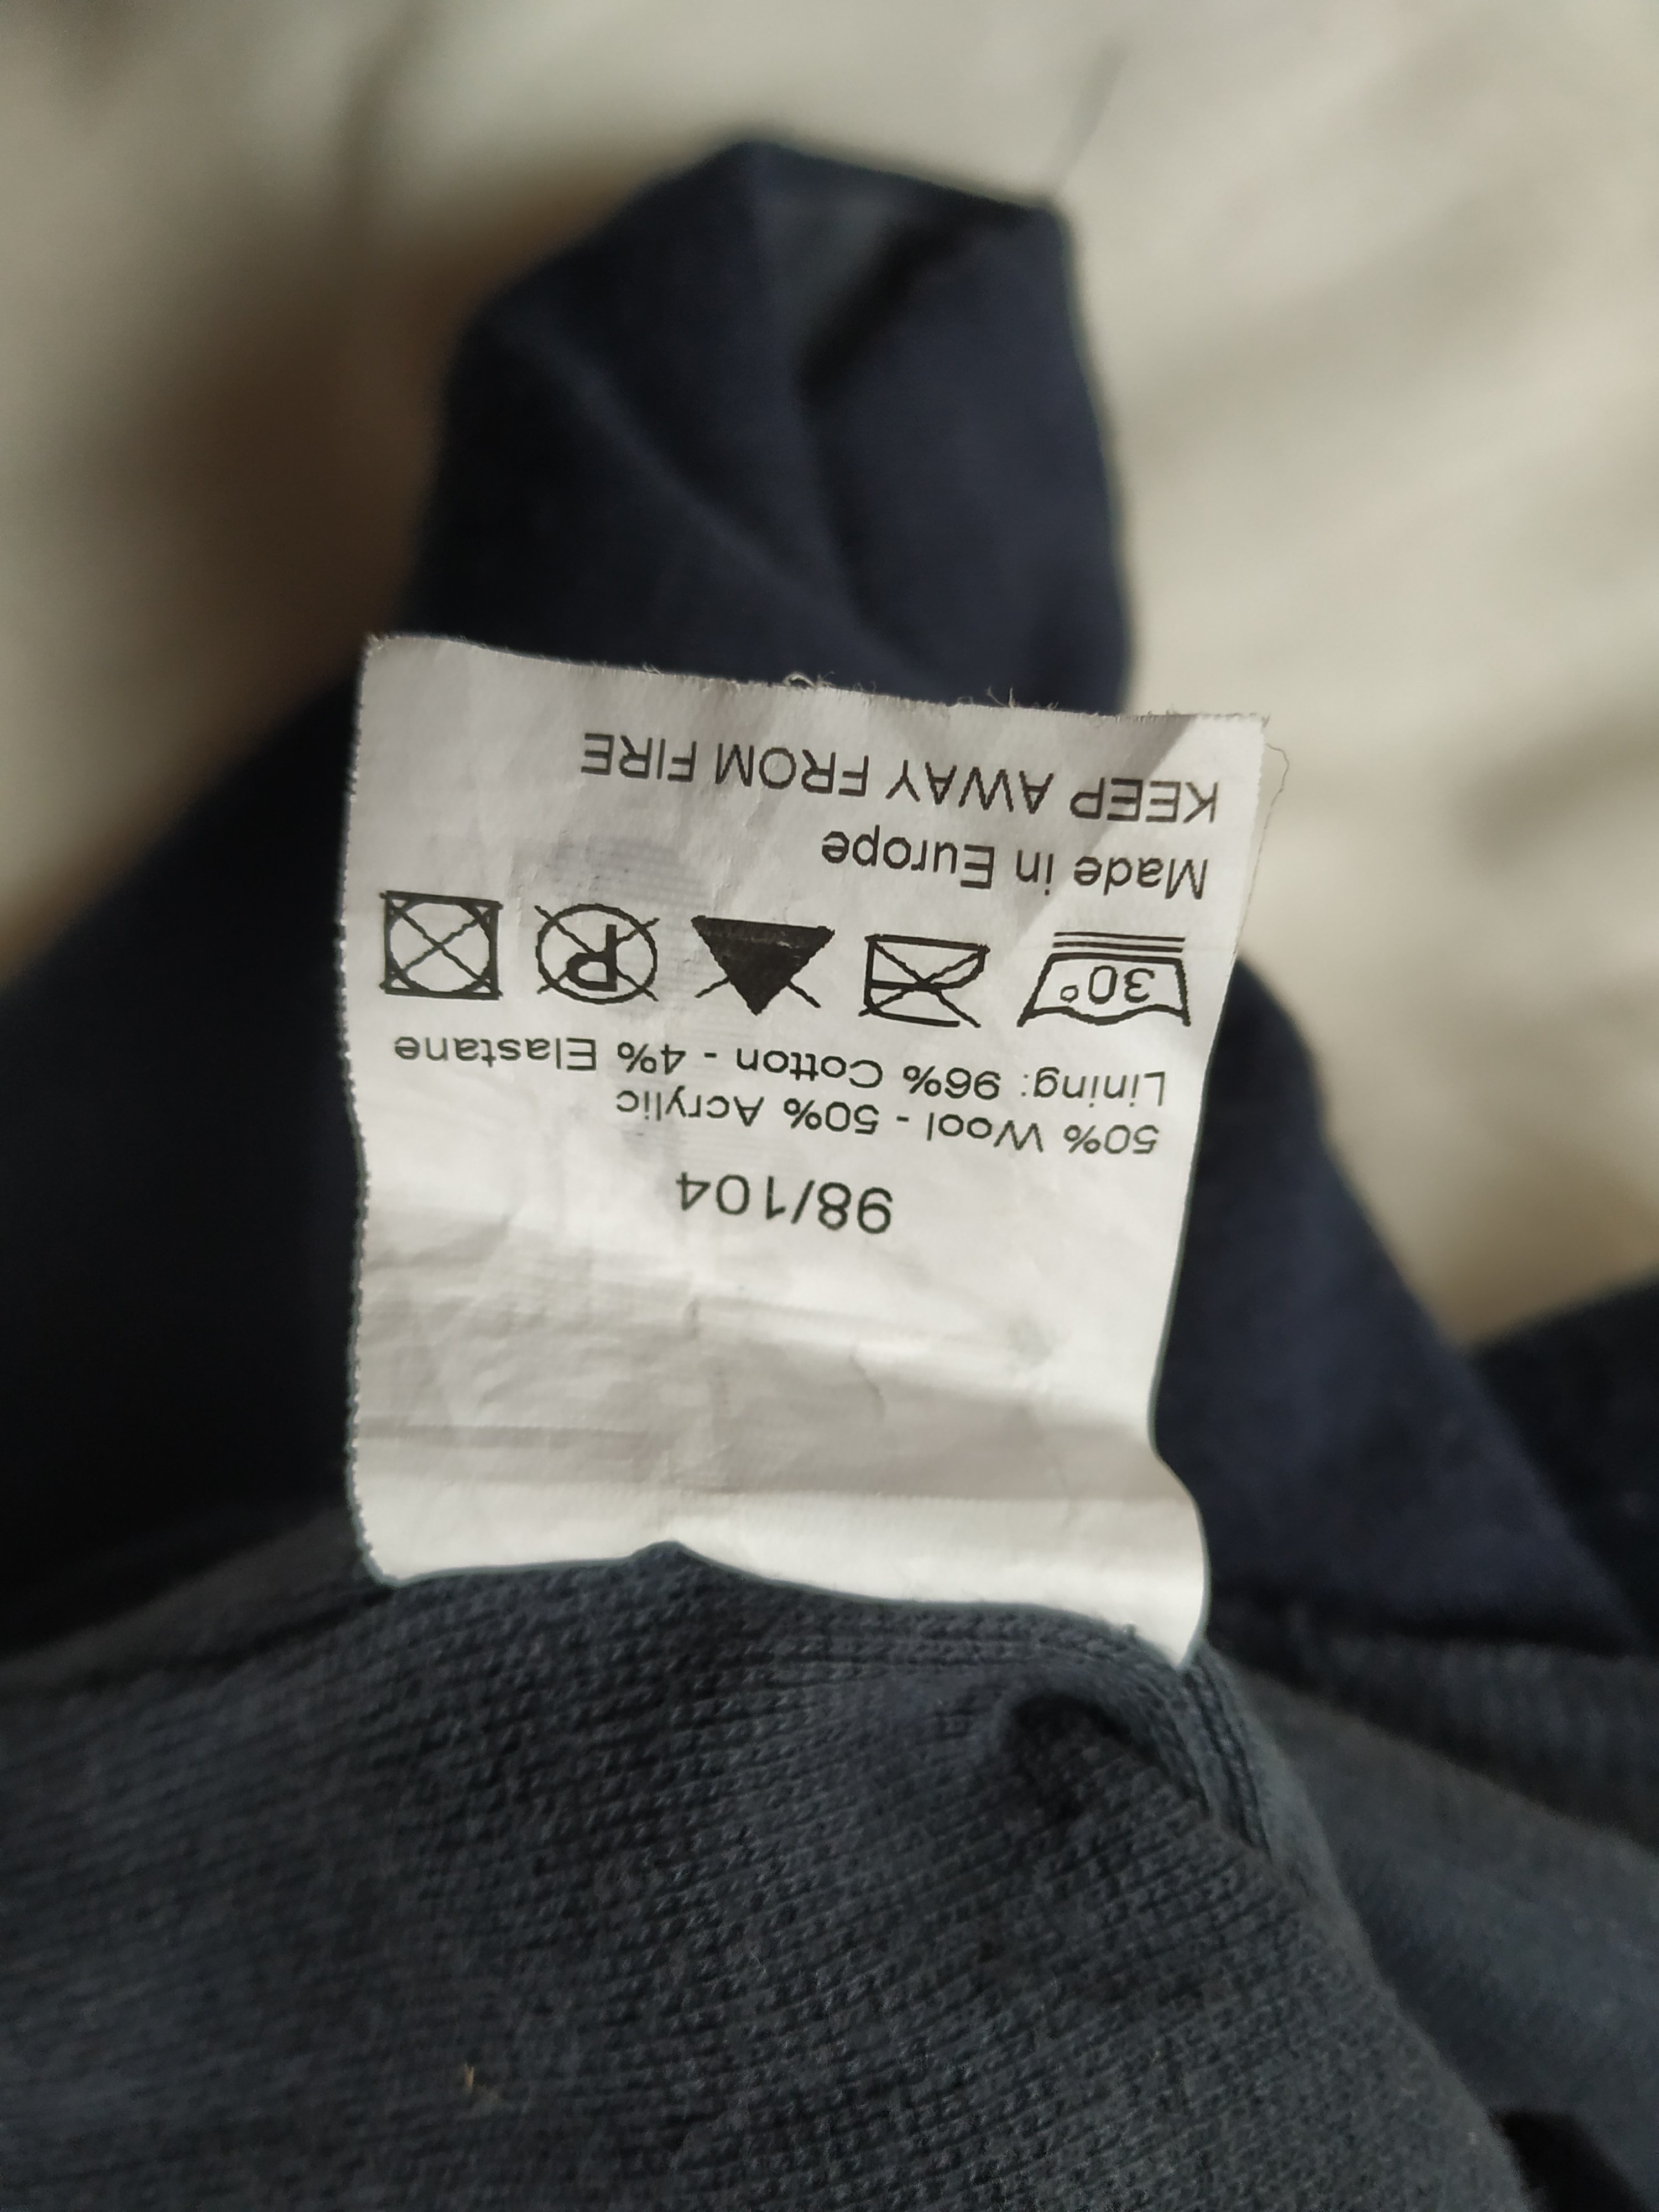 98/104
50% Wool - 50% Acrylic
Lining: 96% Cotton - 4% Elastane
30° P
Made in Europe
KEEP AWAY FROM FIRE